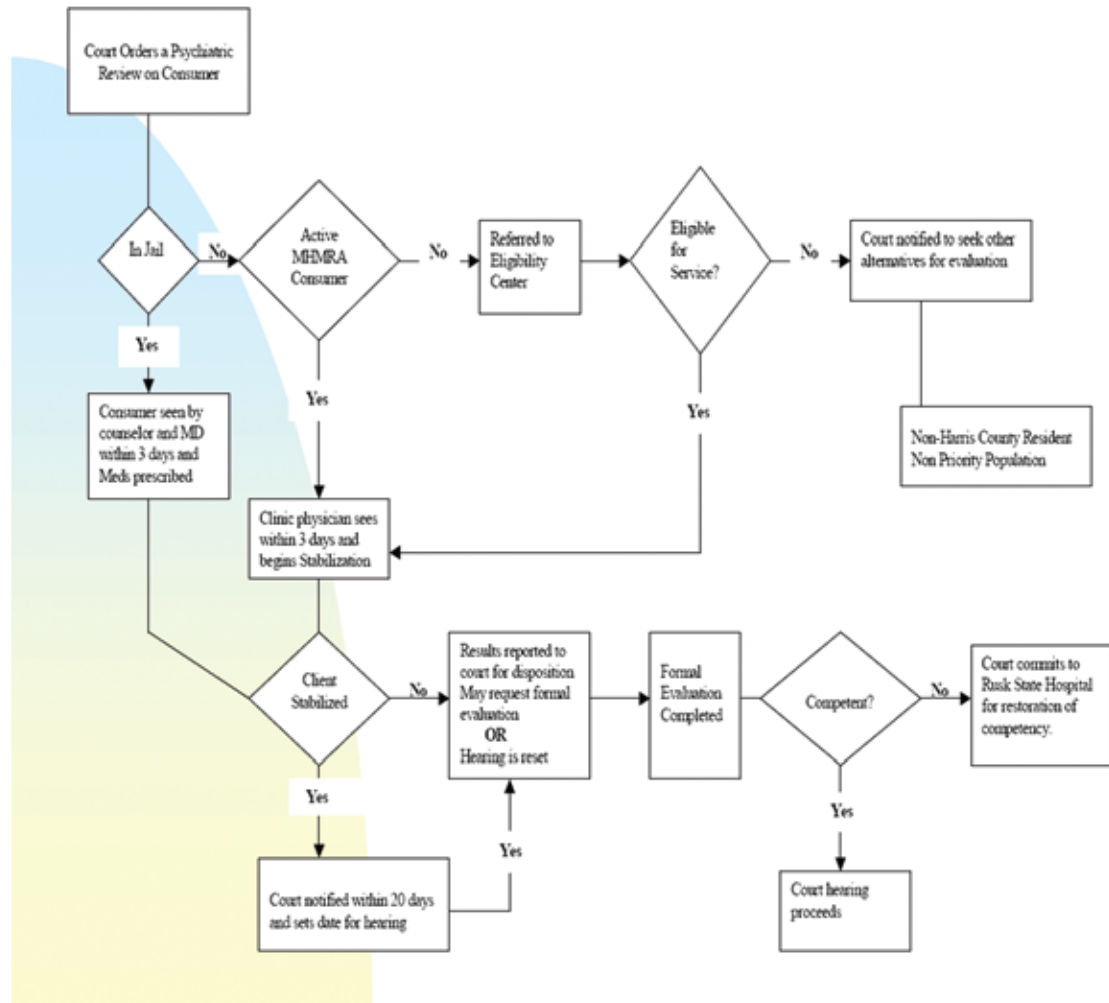 Court Orders a Psychiatric
Review on Consumer
In Jail
No
Active
MHMRA
Consumer
No
Referred to
Eligibility
Center
Eligible
for
Service?
No
Court notified to seek other
alternatives for evaluation
Yes
Yes
Yes
Consumer seen by
counselor and MD
within 3 days and
Meds prescribed
Non-Harris County Resident
Non Priority Population
Clinic physician sees
within 3 days and
begins Stabilization
Client
Stabilized
No
Results reported to
court for disposition
May request formal
evaluation
OR
Hearing is reset
Formal
Evaluation
Completed
Competent?
No
Court commits to
Rusk State Hospital
for restoration of
competency.
Yes
Yes
Yes
Court notified within 20 days
and sets date for hearing
Court hearing
proceeds